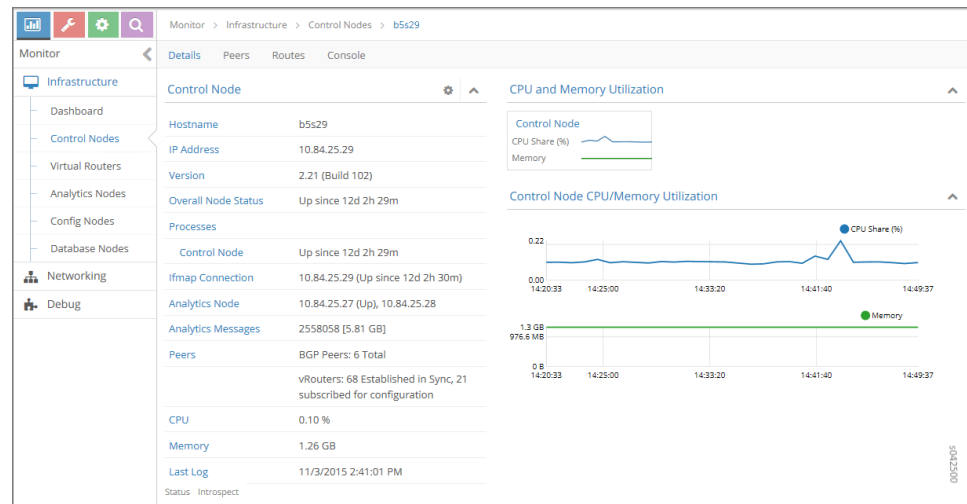 Monitor > Infrastructure > Control Nodes > b5s29
Monitor
Details Peers Routes Console
Infrastructure
Dashboard
Control Nodes
Virtual Routers
Analytics Nodes
Config Nodes
Database Nodes
Networking
Debug
Control Node
Hostname b5s29
IP Address 10.84.25.29
Version 2.21 (Build 102)
Overall Node Status Up since 12d 2h 29m
Processes
Control Node Up since 12d 2h 29m
Ifmap Connection 10.84.25.29 (Up since 12d 2h 30m)
Analytics Node 10.84.25.27 (Up), 10.84.25.28
Analytics Messages 2558058 [5.81 GB]
Peers BGP Peers: 6 Total
vRouters: 68 Established in Sync, 21
subscribed for configuration
CPU 0.10 %
Memory 1.26 GB
Last Log 11/3/2015 2:41:01 PM
Status Introspect
CPU and Memory Utilization
Control Node
CPU Share (%)
Memory
Control Node CPU/Memory Utilization
CPU Share (%)
0.22
0.00
14:20:33 14:25:00 14:33:20 14:41:40 14:49:37
Memory
1.3 GB
976.6 MB
0 B
14:20:33 14:25:00 14:33:20 14:41:40 14:49:37
s042500